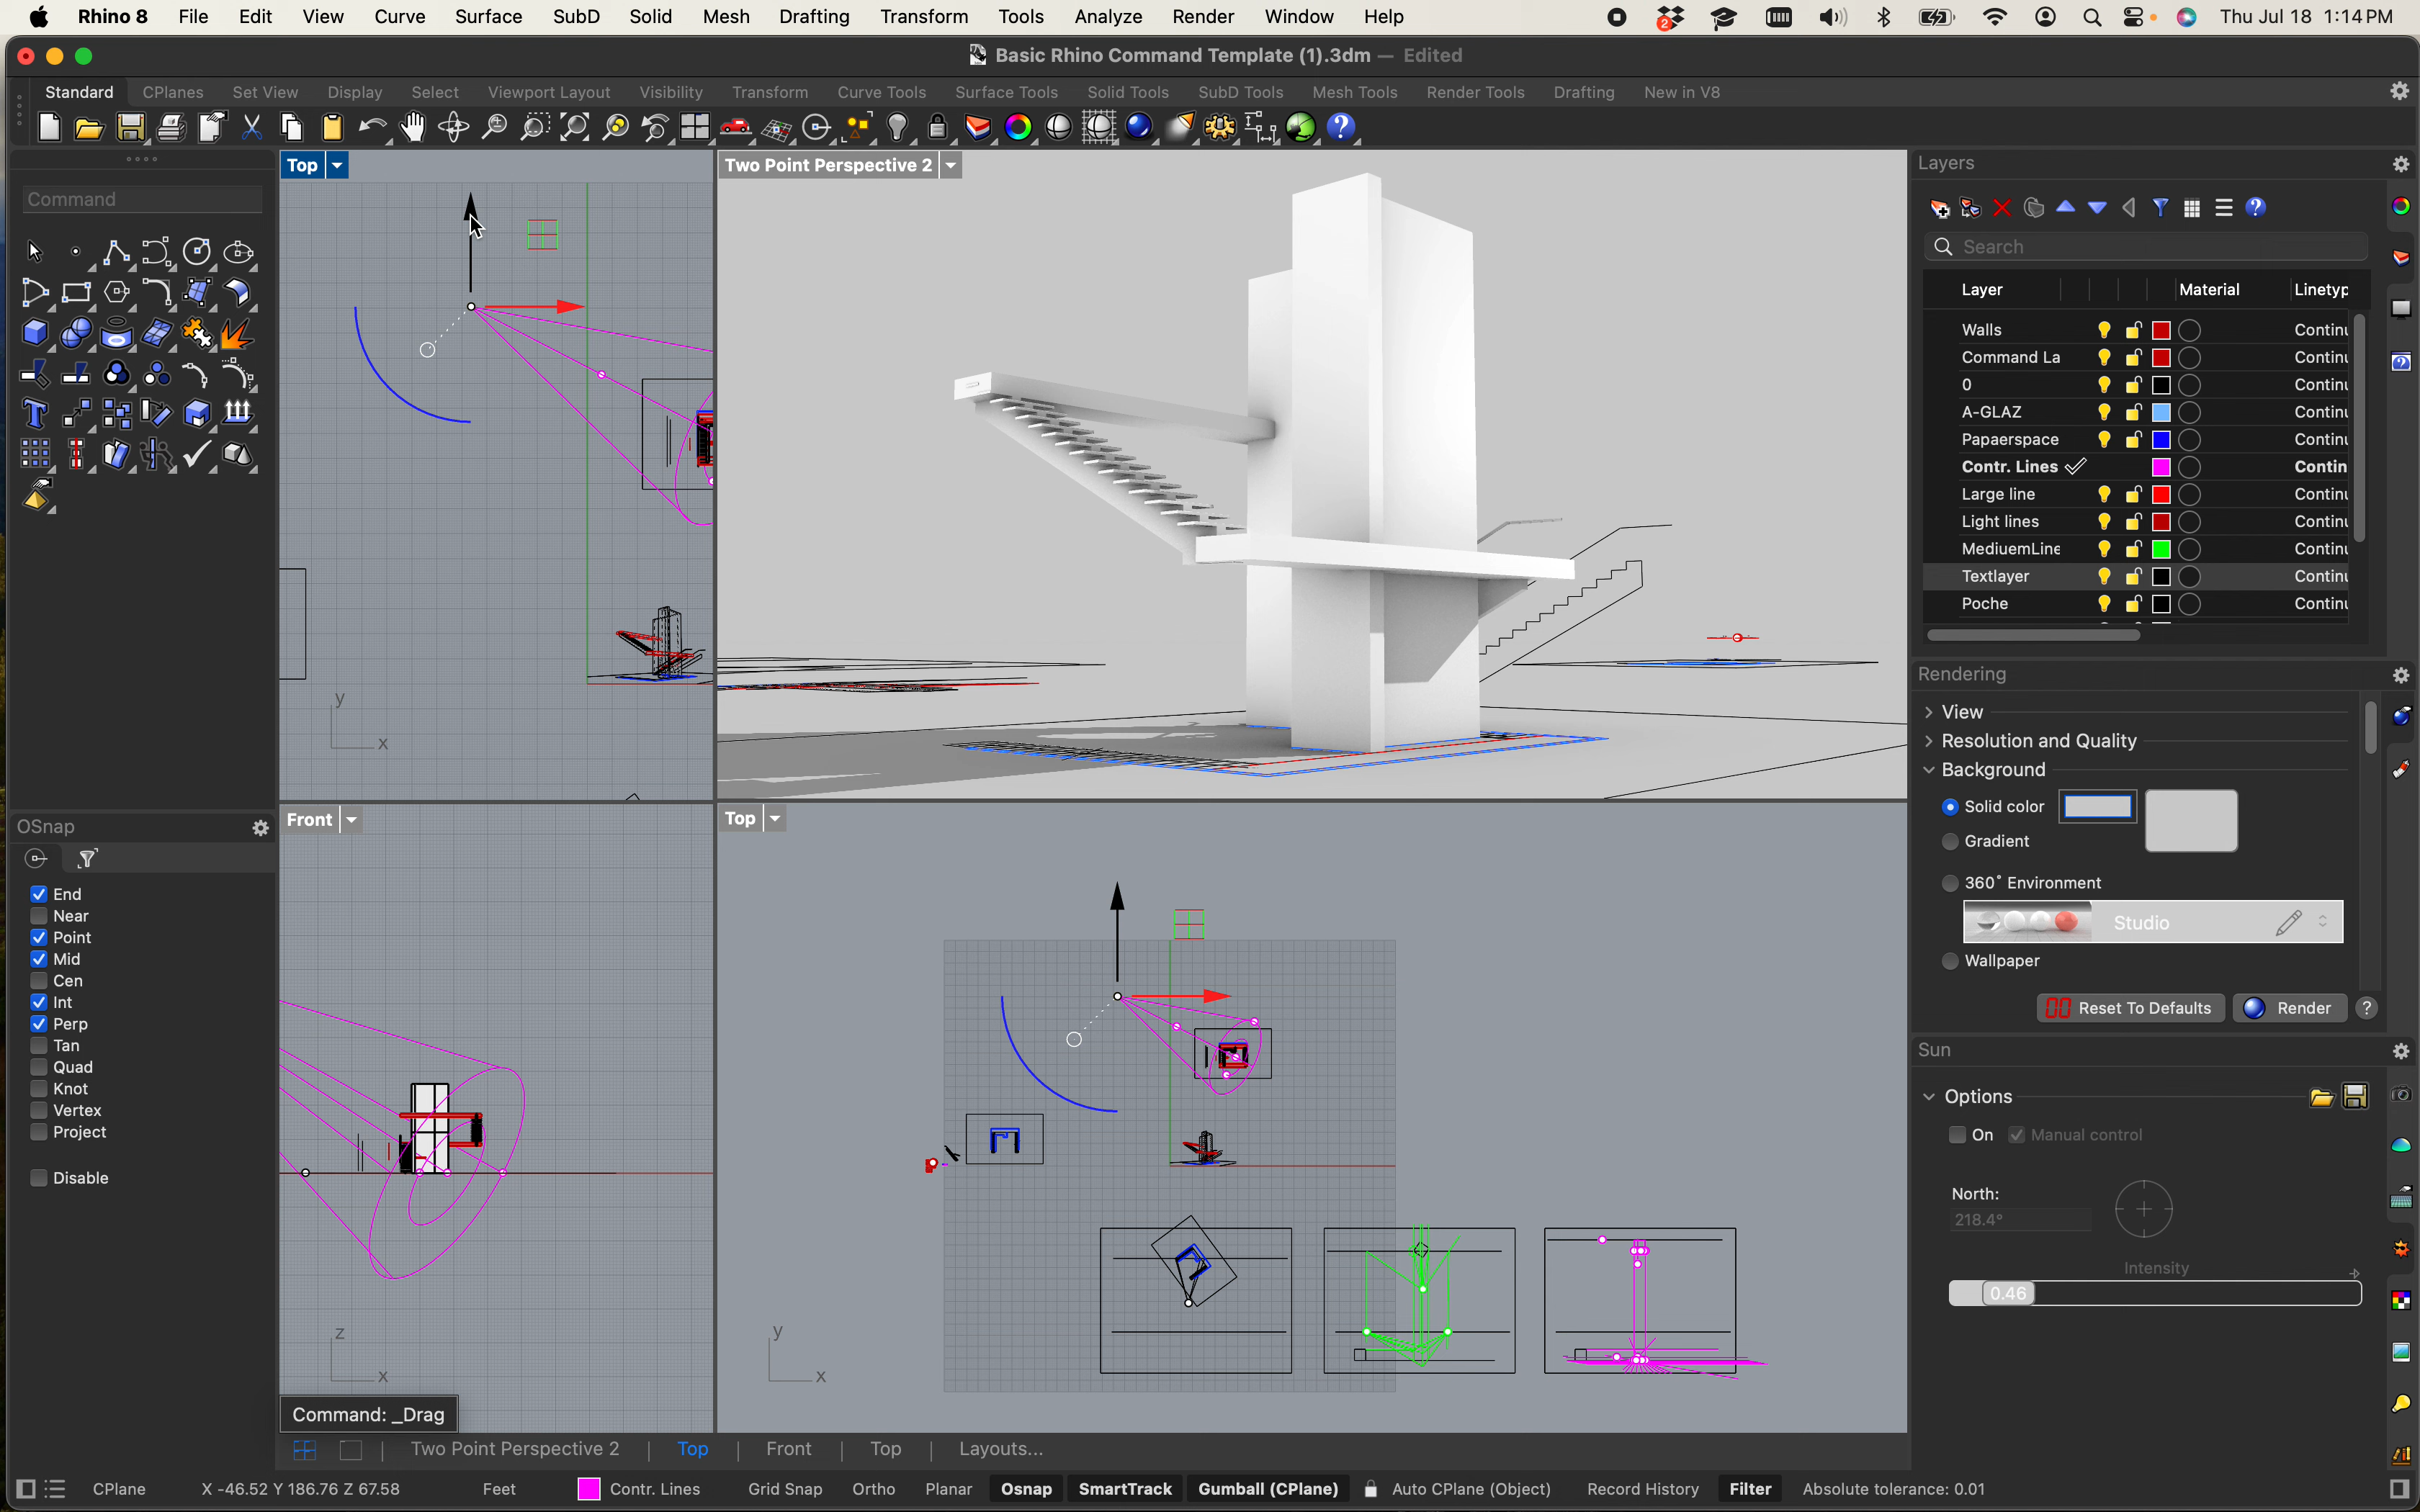 Rhino 8 File Edit View Curve Surface SubD Solid Mesh Drafting Transform Tools Analyze Render Window Help 2 Thu Jul 18 1:14 PM
Basic Rhino Command Template (1).3dm — Edited
Standard CPlanes Set View Display Select Viewport Layout Visibility Transform Curve Tools Surface Tools Solid Tools SubD Tools Mesh Tools Render Tools Drafting New in V8
Command
OSnap
End
Near
Point
Mid
Cen
Int
Perp
Tan
Quad
Knot
Vertex
Project
Disable
Top
y
x
Two Point Perspective 2
Front
z
x
Command: _Drag
Top
y
x
Two Point Perspective 2 | Top | Front | Top | Layouts...
Layers
Search
Layer Material Linetyp
Walls Continu
Command La Continu
0 Continu
A-GLAZ Continu
Papaerspace Continu
Contr. Lines Contin
Large line Continu
Light lines Continu
MediuemLine Continu
Textlayer Continu
Poche Continu
Rendering
View
Resolution and Quality
Background
Solid color
Gradient
360° Environment
Studio
Wallpaper
Reset To Defaults Render ?
Sun
Options
On Manual control
North:
218.4°
Intensity
0.46
CPlane X -46.52 Y 186.76 Z 67.58 Feet Contr. Lines Grid Snap Ortho Planar Osnap SmartTrack Gumball (CPlane) Auto CPlane (Object) Record History Filter Absolute tolerance: 0.01